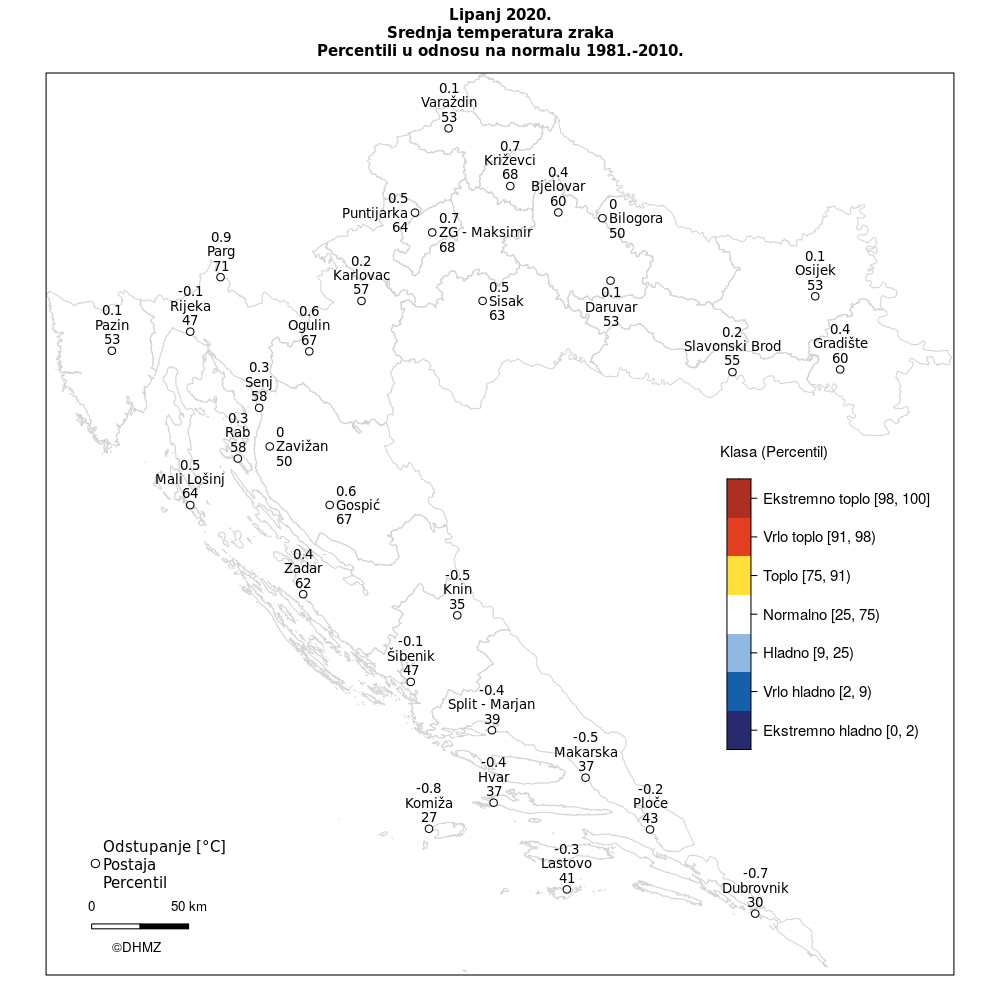 Lipanj 2020.
Srednja temperatura zraka
Percentili u odnosu na normalu 1981.-2010.
0.1
Varaždin
53
0.7
Križevci
68
0.4
Bjelovar
60
0
Bilogora
50
0.5
Puntijarka
64
0.7
ZG - Maksimir
68
0.9
Parg
71
0.2
Karlovac
57
0.1
Osijek
53
-0.1
Rijeka
47
0.5
Sisak
63
0.1
Daruvar
53
0.1
Pazin
53
0.6
Ogulin
67
0.2
Slavonski Brod
55
0.4
Gradište
60
0.3
Senj
58
0.3
Rab
58
0
Zavižan
50
0.5
Mali Lošinj
64
0.6
Gospić
67
0.4
Zadar
62
-0.5
Knin
35
-0.1
Šibenik
47
-0.4
Split - Marjan
39
-0.5
Makarska
37
-0.4
Hvar
37
-0.8
Komiža
27
-0.2
Ploče
43
-0.3
Lastovo
41
-0.7
Dubrovnik
30
Klasa (Percentil)
Ekstremno toplo [98, 100]
Vrlo toplo [91, 98)
Toplo [75, 91)
Normalno [25, 75)
Hladno [9, 25)
Vrlo hladno [2, 9)
Ekstremno hladno [0, 2)
Odstupanje [°C]
Postaja
Percentil
0 50 km
©DHMZ